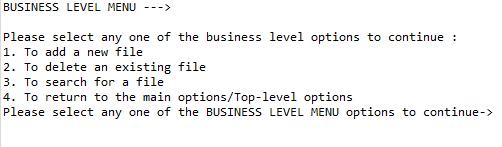 BUSINESS LEVEL MENU --->
Please select any one of the business level options to continue :
1. To add a new file
2. To delete an existing file
3. To search for a file
4. To return to the main options/Top-level options
Please select any one of the BUSINESS LEVEL MENU options to continue->